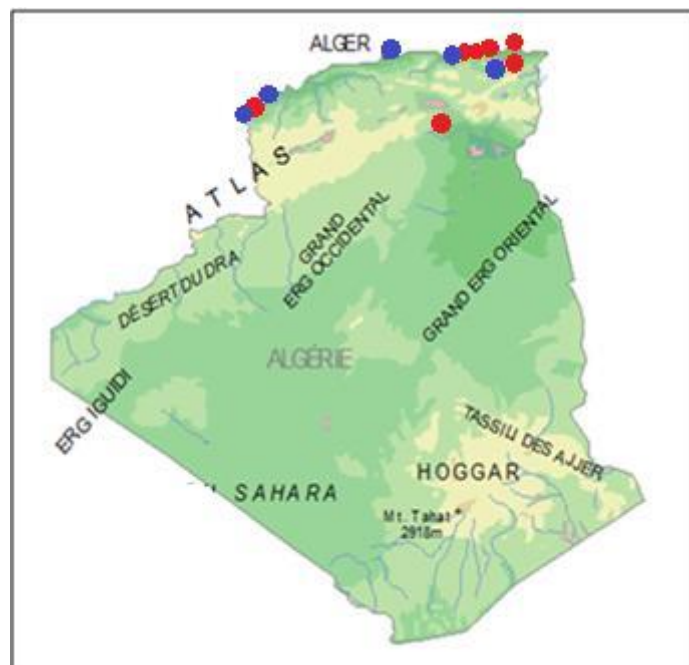 ALGER
ATLAS
GRAND
ERG OCCIDENTAL
DÉSERT DU DRA
GRAND ERG ORIENTAL
ALGÉRIE
ERG IGUIDI
TASSILI DES AJJER
HOGGAR
SAHARA
Mt. Tahat
2918m